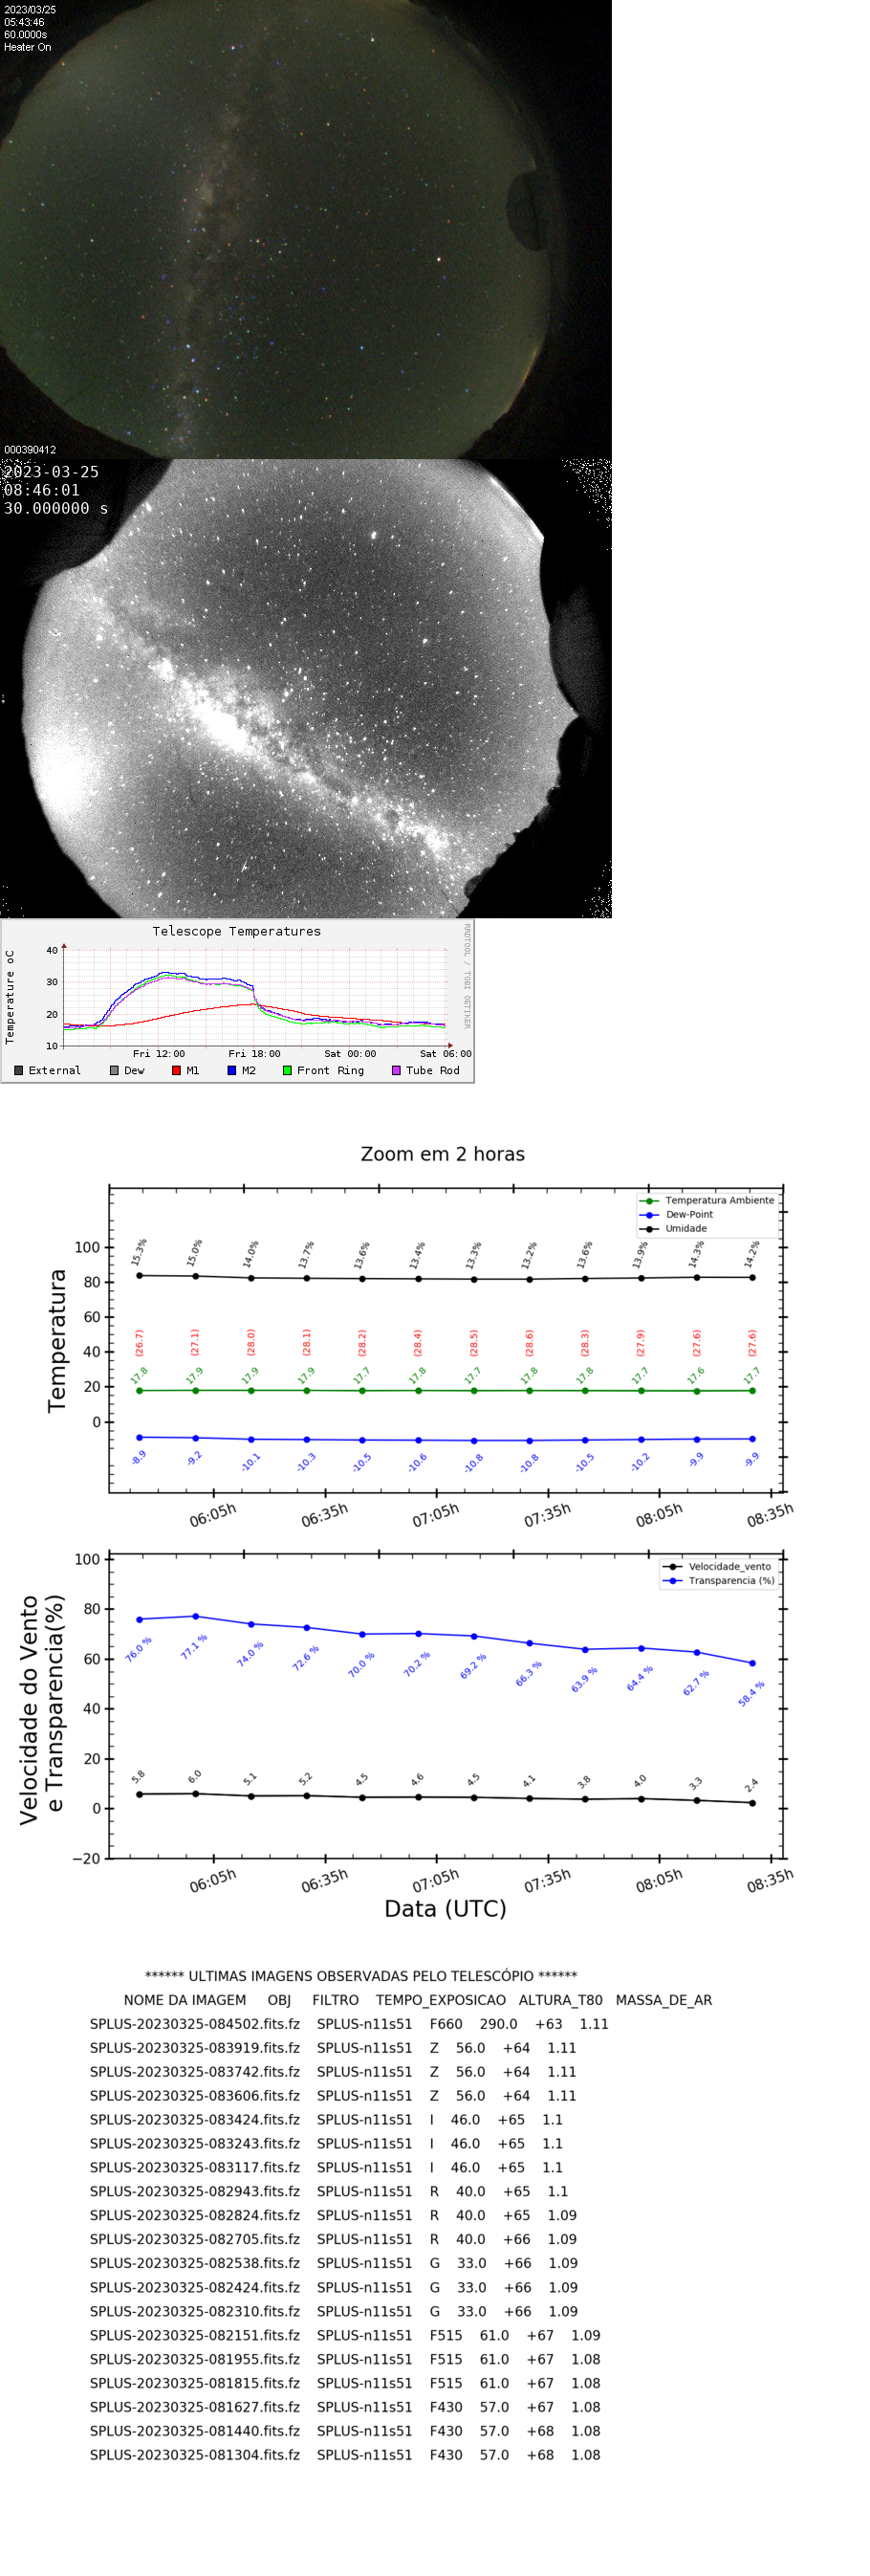 2023/03/25
05:43:46
60.0000s
Heater On
000390412
2023-03-25
08:46:01
30.000000 s
Telescope Temperatures
Temperature oC
40
30
20
10
Fri 12:00 Fri 18:00 Sat 00:00 Sat 06:00
External Dew M1 M2 Front Ring Tube Rod
RRDTOOL / TOBI OETIKER
Zoom em 2 horas
Temperatura Ambiente
Dew-Point
Umidade
Temperatura
100
80
60
40
20
0
15.3% 15.0% 14.0% 13.7% 13.6% 13.4% 13.3% 13.2% 13.6% 13.9% 14.3% 14.2%
(26.7) (27.1) (28.0) (28.1) (28.2) (28.4) (28.5) (28.6) (28.3) (27.9) (27.6) (27.6)
17.8 17.9 17.9 17.9 17.7 17.8 17.7 17.8 17.8 17.7 17.6 17.7
-8.9 -9.2 -10.1 -10.3 -10.5 -10.6 -10.8 -10.8 -10.5 -10.2 -9.9 -9.9
06:05h 06:35h 07:05h 07:35h 08:05h 08:35h
Velocidade_vento
Transparencia (%)
Velocidade do Vento
e Transparencia(%)
100
80
60
40
20
0
−20
76.0 % 77.1 % 74.0 % 72.6 % 70.0 % 70.2 % 69.2 % 66.3 % 63.9 % 64.4 % 62.7 % 58.4 %
5.8 6.0 5.1 5.2 4.5 4.6 4.5 4.1 3.8 4.0 3.3 2.4
06:05h 06:35h 07:05h 07:35h 08:05h 08:35h
Data (UTC)
****** ULTIMAS IMAGENS OBSERVADAS PELO TELESCÓPIO ******
NOME DA IMAGEM OBJ FILTRO TEMPO_EXPOSICAO ALTURA_T80 MASSA_DE_AR
SPLUS-20230325-084502.fits.fz SPLUS-n11s51 F660 290.0 +63 1.11
SPLUS-20230325-083919.fits.fz SPLUS-n11s51 Z 56.0 +64 1.11
SPLUS-20230325-083742.fits.fz SPLUS-n11s51 Z 56.0 +64 1.11
SPLUS-20230325-083606.fits.fz SPLUS-n11s51 Z 56.0 +64 1.11
SPLUS-20230325-083424.fits.fz SPLUS-n11s51 I 46.0 +65 1.1
SPLUS-20230325-083243.fits.fz SPLUS-n11s51 I 46.0 +65 1.1
SPLUS-20230325-083117.fits.fz SPLUS-n11s51 I 46.0 +65 1.1
SPLUS-20230325-082943.fits.fz SPLUS-n11s51 R 40.0 +65 1.1
SPLUS-20230325-082824.fits.fz SPLUS-n11s51 R 40.0 +65 1.09
SPLUS-20230325-082705.fits.fz SPLUS-n11s51 R 40.0 +66 1.09
SPLUS-20230325-082538.fits.fz SPLUS-n11s51 G 33.0 +66 1.09
SPLUS-20230325-082424.fits.fz SPLUS-n11s51 G 33.0 +66 1.09
SPLUS-20230325-082310.fits.fz SPLUS-n11s51 G 33.0 +66 1.09
SPLUS-20230325-082151.fits.fz SPLUS-n11s51 F515 61.0 +67 1.09
SPLUS-20230325-081955.fits.fz SPLUS-n11s51 F515 61.0 +67 1.08
SPLUS-20230325-081815.fits.fz SPLUS-n11s51 F515 61.0 +67 1.08
SPLUS-20230325-081627.fits.fz SPLUS-n11s51 F430 57.0 +67 1.08
SPLUS-20230325-081440.fits.fz SPLUS-n11s51 F430 57.0 +68 1.08
SPLUS-20230325-081304.fits.fz SPLUS-n11s51 F430 57.0 +68 1.08